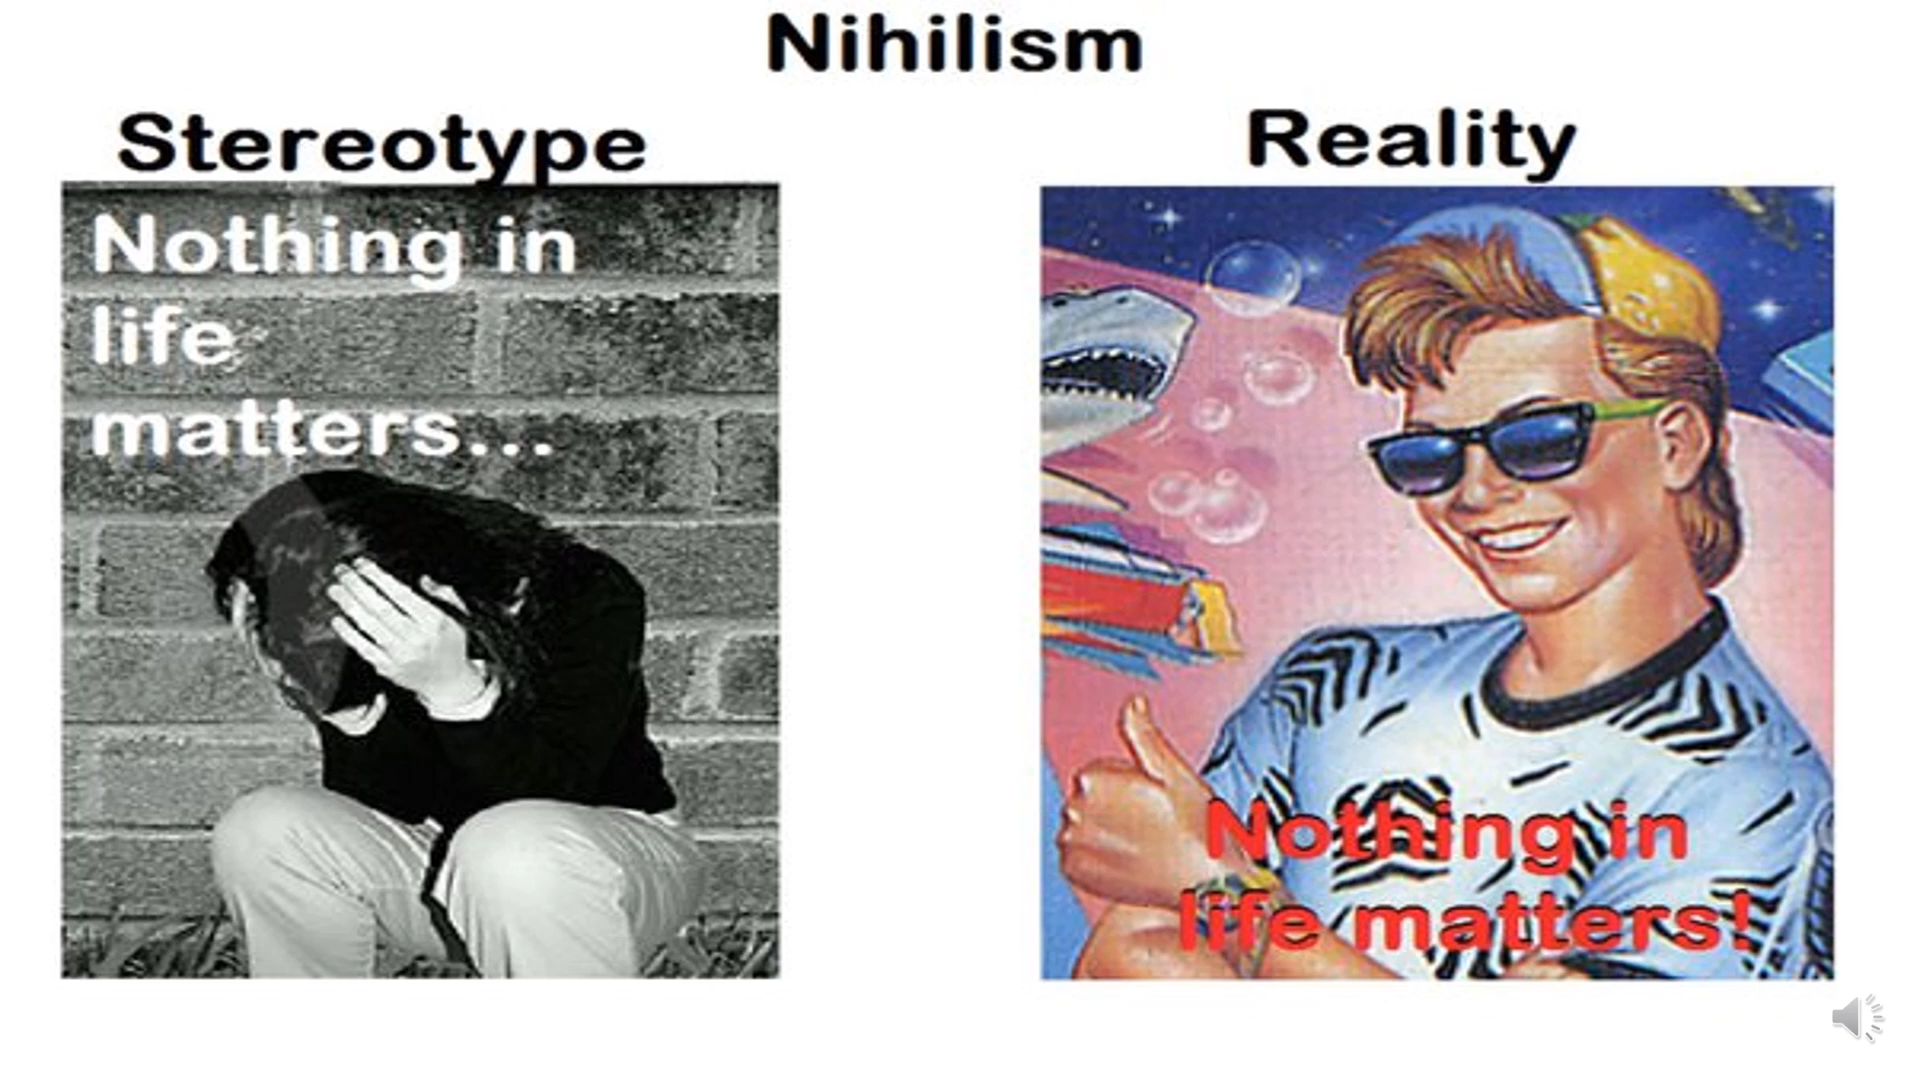 Nihilism
Stereotype
Reality
Nothing in
life
matters...
Nothing in
life matters!